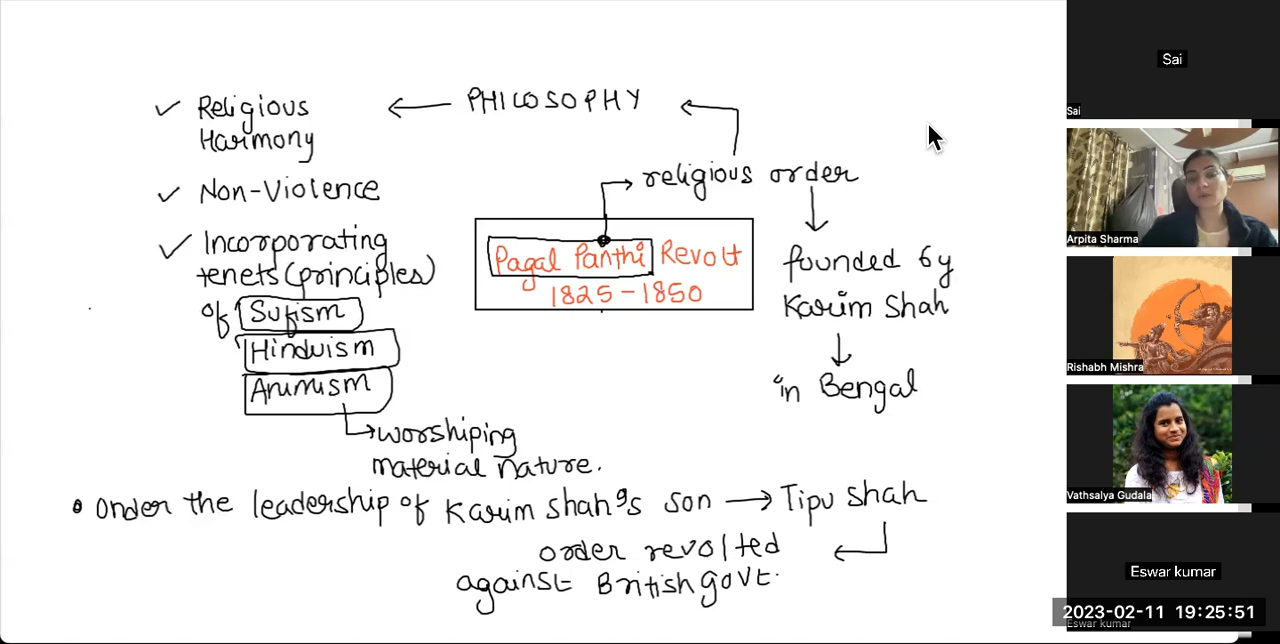 ✓ Religious
Harmony
← PHILOSOPHY ←
✓ Non-Violence
✓ Incorporating
tenets (principles)
of Sufism
Hinduism
Animism
→ worshiping
material nature.
→ religious order
Pagal Panthi Revolt
1825-1850
founded by
Karim Shah
in Bengal
• Under the leadership of Karim Shah's son → Tipu Shah
order revolted
against British govt.
Sai
Sai
Arpita Sharma
Rishabh Mishra
Vathsalya Gudala
Eswar kumar
2023-02-11 19:25:51
Eswar kumar